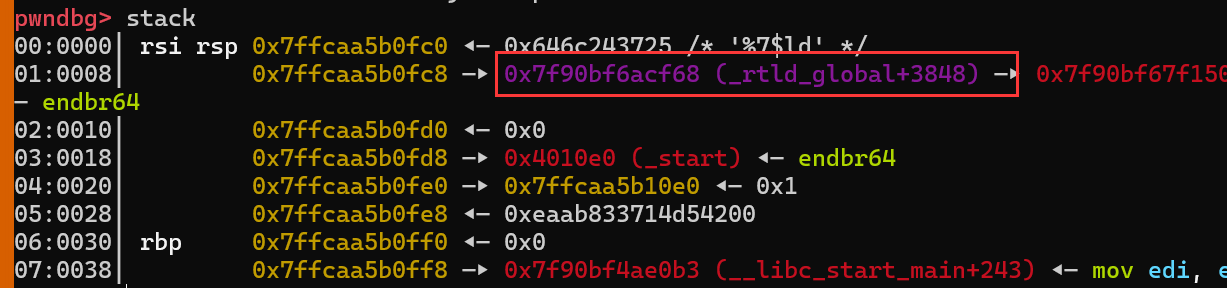 pwndbg> stack
00:0000│ rsi rsp 0x7ffcaa5b0fc0 ◂— 0x646c243725 /* '%7$ld' */
01:0008│         0x7ffcaa5b0fc8 —▸ 0x7f90bf6acf68 (_rtld_global+3848) —▸ 0x7f90bf67f150
— endbr64
02:0010│         0x7ffcaa5b0fd0 ◂— 0x0
03:0018│         0x7ffcaa5b0fd8 —▸ 0x4010e0 (_start) ◂— endbr64
04:0020│         0x7ffcaa5b0fe0 —▸ 0x7ffcaa5b10e0 ◂— 0x1
05:0028│         0x7ffcaa5b0fe8 ◂— 0xeaab833714d54200
06:0030│ rbp     0x7ffcaa5b0ff0 ◂— 0x0
07:0038│         0x7ffcaa5b0ff8 —▸ 0x7f90bf4ae0b3 (__libc_start_main+243) ◂— mov edi, e